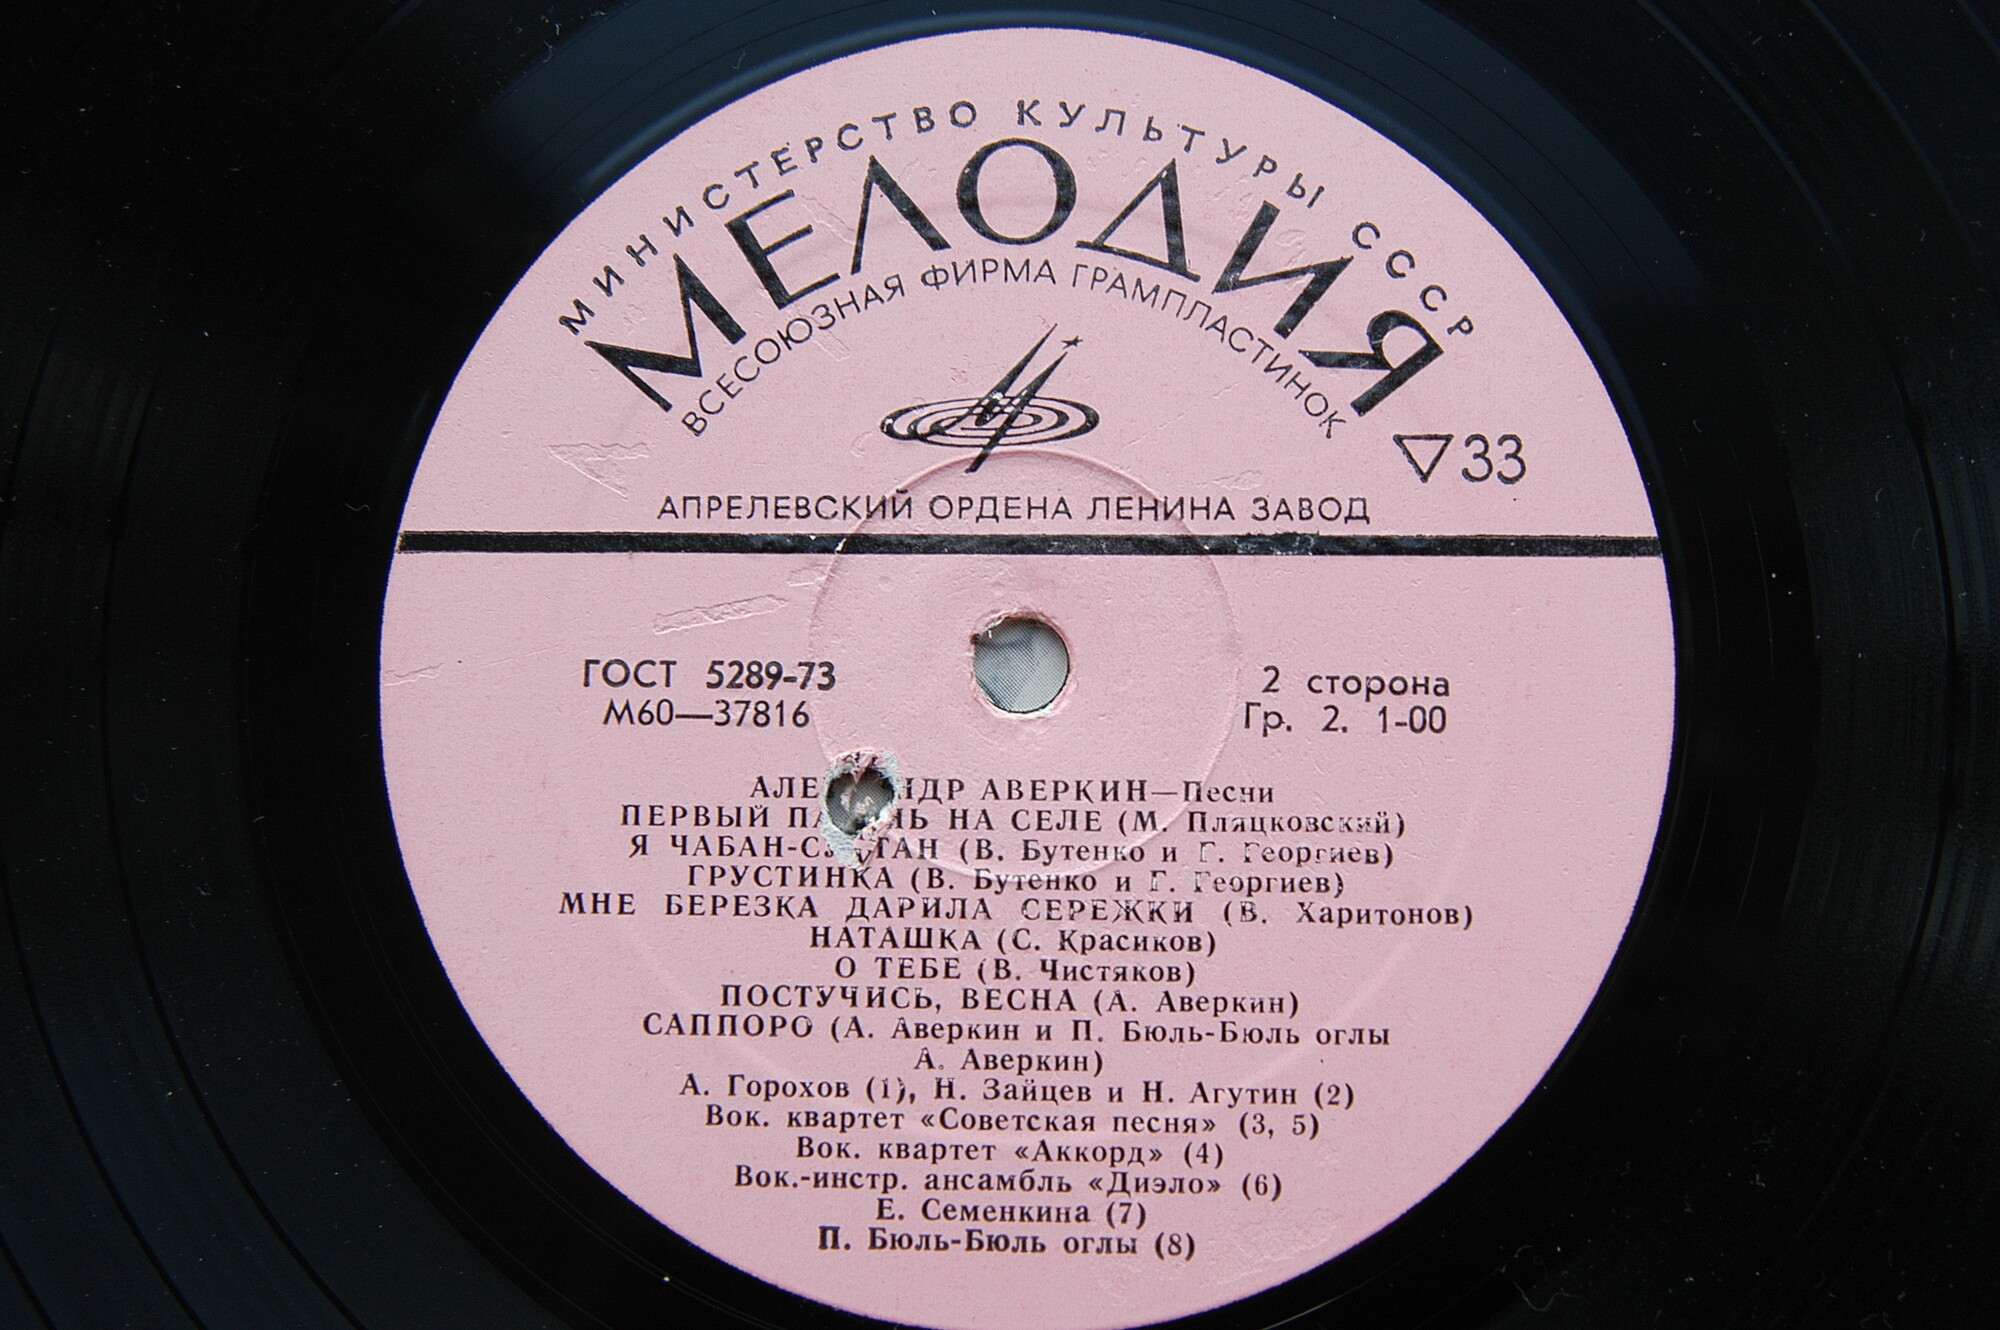 МИНИСТЕРСТВО КУЛЬТУРЫ СССР
МЕЛОДИЯ
ВСЕСОЮЗНАЯ ФИРМА ГРАМПЛАСТИНОК
33
АПРЕЛЕВСКИЙ ОРДЕНА ЛЕНИНА ЗАВОД
ГОСТ 5289-73
М60—37816
2 сторона
Гр. 2. 1-00
АВЕРКИН—Песни
ПЕРВЫЙ НА СЕЛЕ (М. Пляцковский)
Я (В. Бутенко и Г. Георгиев)
ГРУСТИНКА (В. Бутенко и Г. Георгиев)
МНЕ БЕРЕЗКА ДАРИЛА СЕРЕЖКИ (В. Харитонов)
НАТАШКА (С. Красиков)
О ТЕБЕ (В. Чистяков)
ПОСТУЧИСЬ, ВЕСНА (А. Аверкин)
САППОРО (А. Аверкин и П. Бюль-Бюль оглы
А. Аверкин)
А. Горохов (1), Н. Зайцев и Н. Агутин (2)
Вок. квартет «Советская песня» (3, 5)
Вок. квартет «Аккорд» (4)
Вок.-инстр. ансамбль «Диэло» (6)
Е. Семенкина (7)
П. Бюль-Бюль оглы (8)